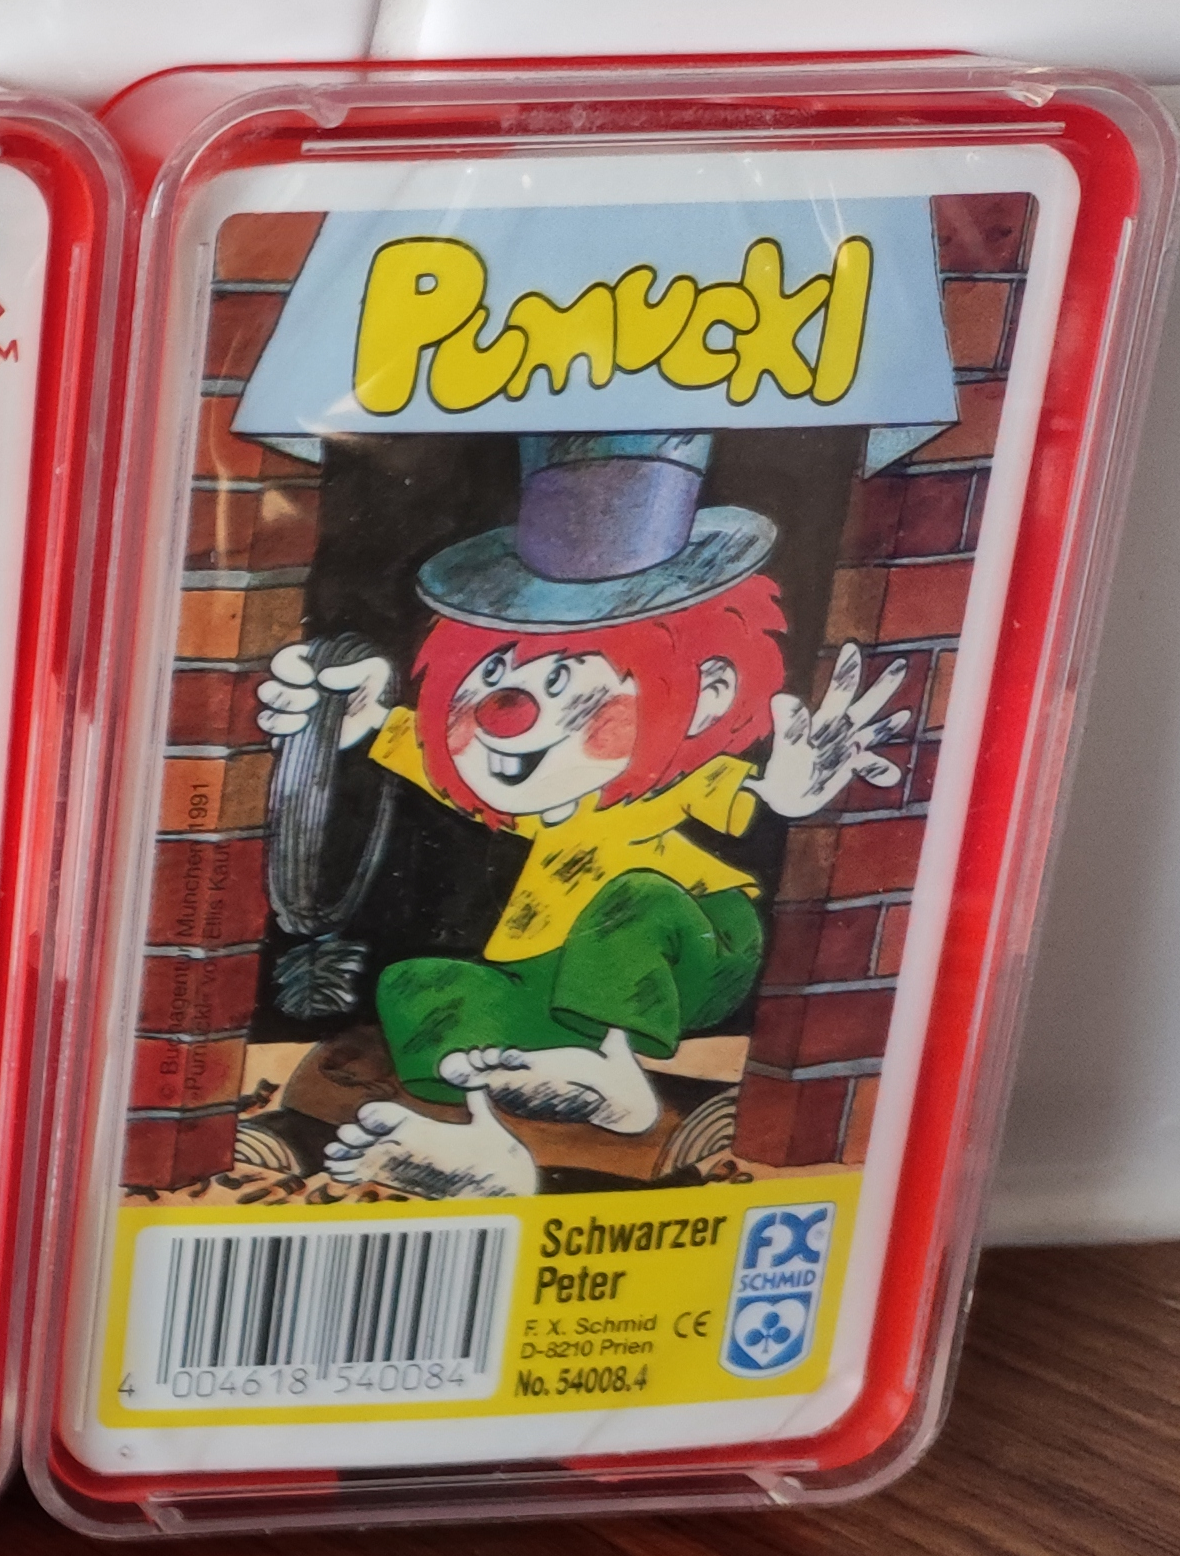 Pumuckl
© Buchagentur München 1991
»Pumuckl« von Ellis Kaut
Schwarzer
Peter
F. X. Schmid
D-8210 Prien
No. 54008.4
CE
FX
SCHMID
4 004618 540084
M